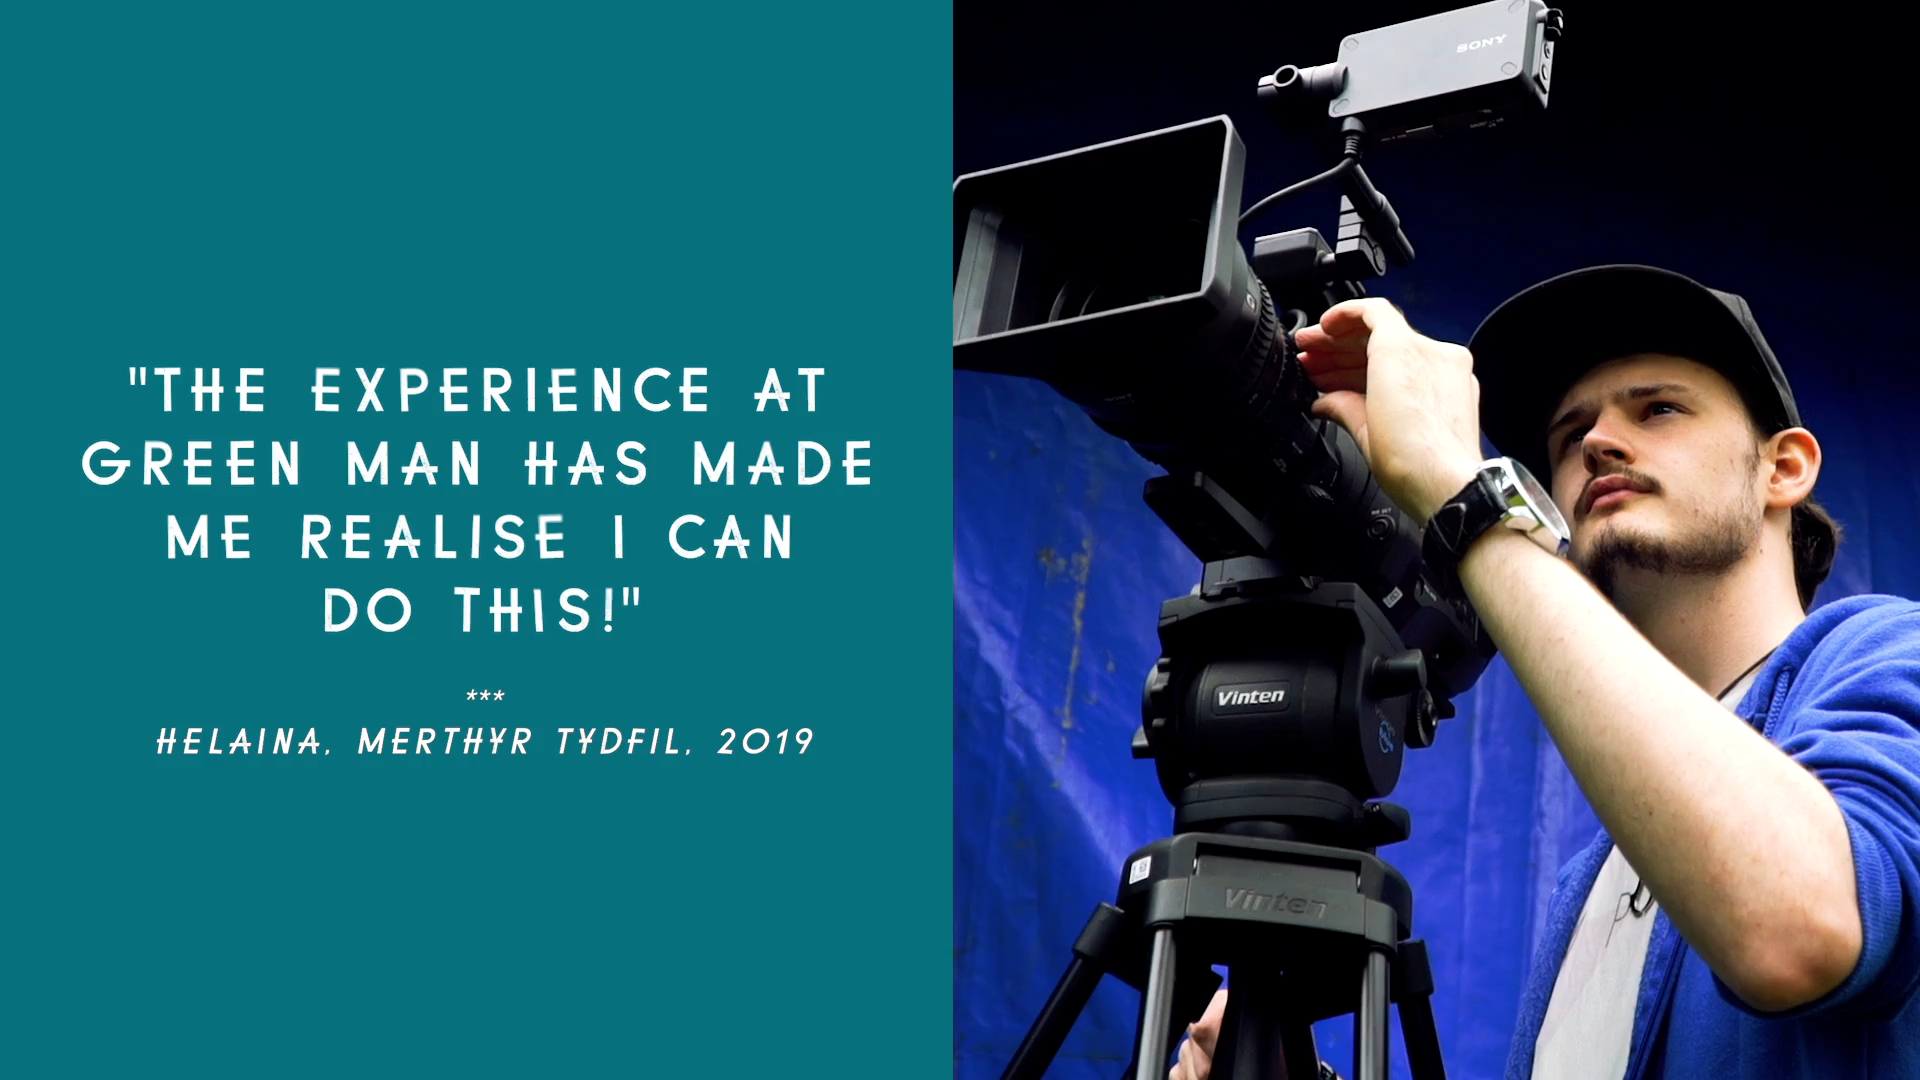 "THE EXPERIENCE AT
GREEN MAN HAS MADE
ME REALISE I CAN
DO THIS!"
***
HELAINA, MERTHYR TYDFIL, 2019
SONY
Vinten
Vinten